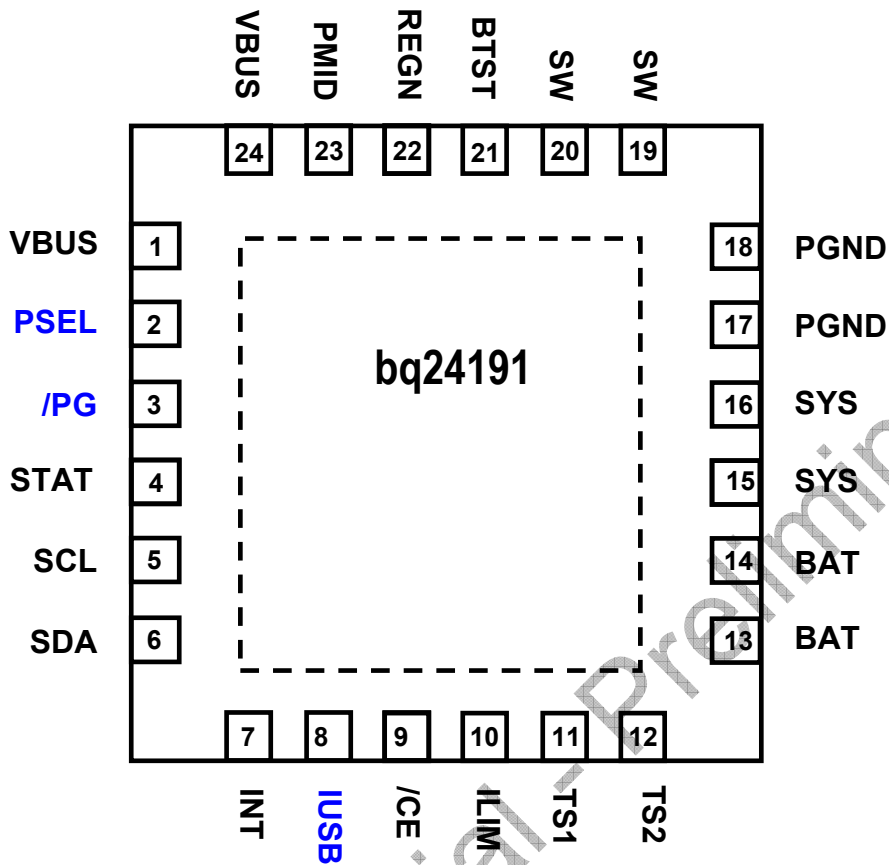 VBUS
PMID
REGN
BTST
SW
SW
24
23
22
21
20
19
VBUS
1
18
PGND
PSEL
2
17
PGND
bq24191
/PG
3
16
SYS
STAT
4
15
SYS
SCL
5
14
BAT
SDA
6
13
BAT
7
8
9
10
11
12
INT
IUSB
/CE
ILIM
TS1
TS2